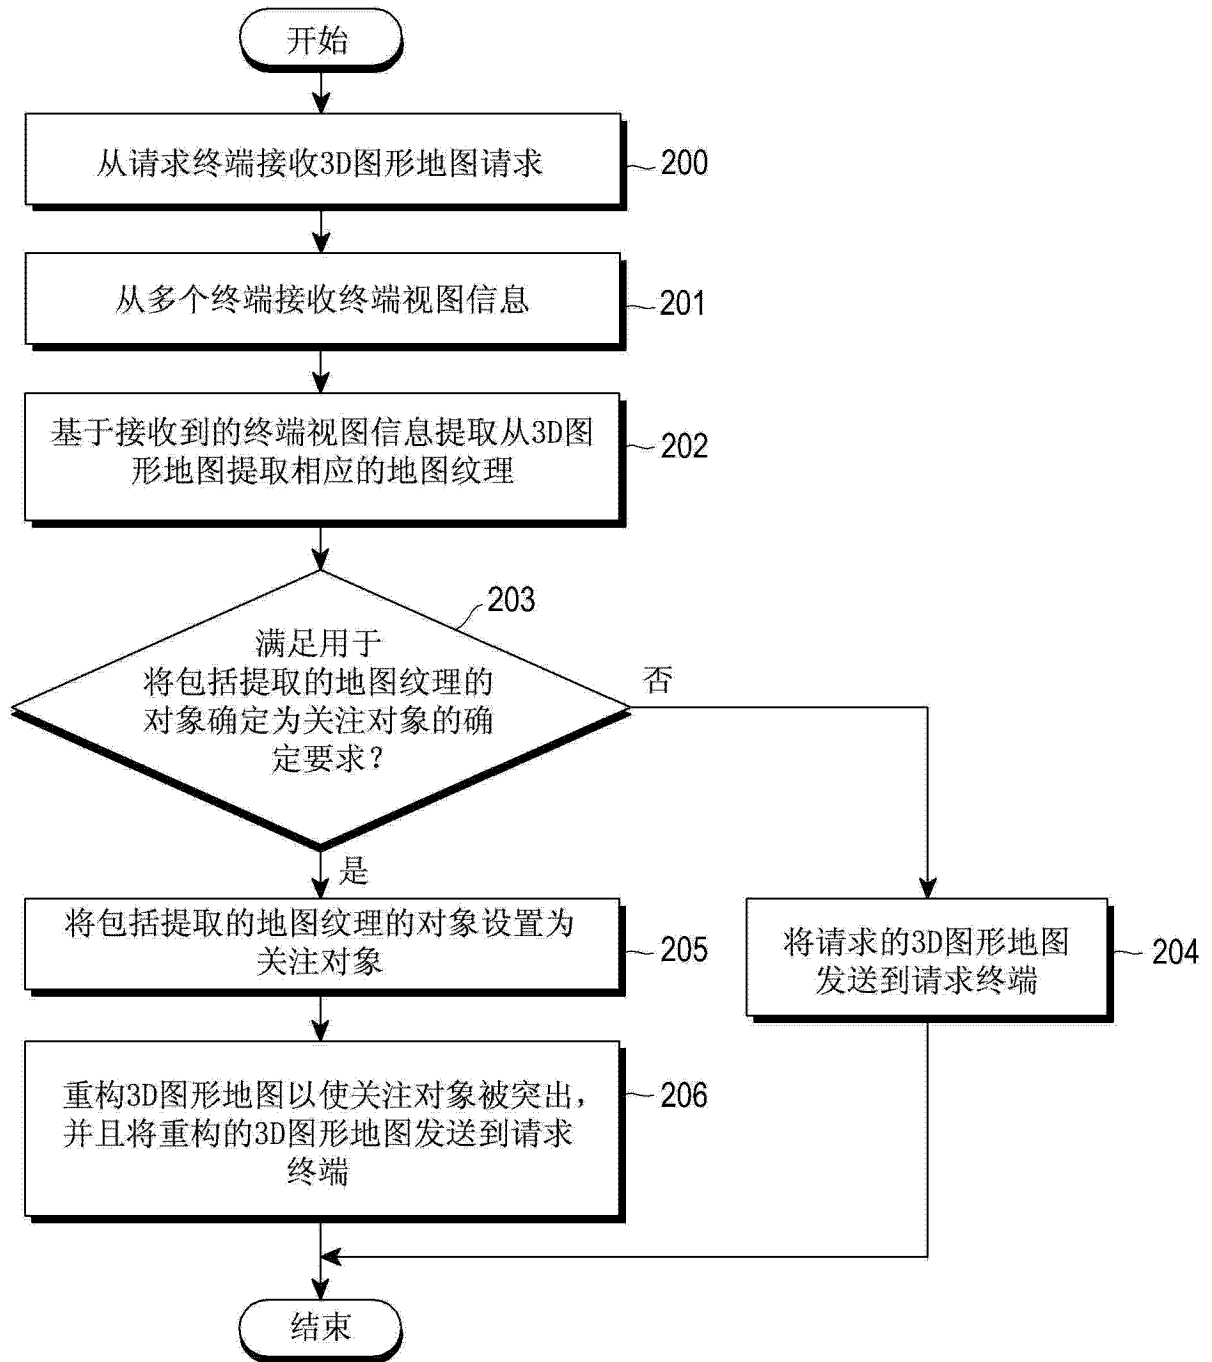 开始
从请求终端接收3D图形地图请求
200
从多个终端接收终端视图信息
201
基于接收到的终端视图信息提取从3D图
形地图提取相应的地图纹理
202
203
满足用于
将包括提取的地图纹理的
对象确定为关注对象的确
定要求?
否
是
将包括提取的地图纹理的对象设置为
关注对象
205
将请求的3D图形地图
发送到请求终端
204
重构3D图形地图以使关注对象被突出,
并且将重构的3D图形地图发送到请求
终端
206
结束